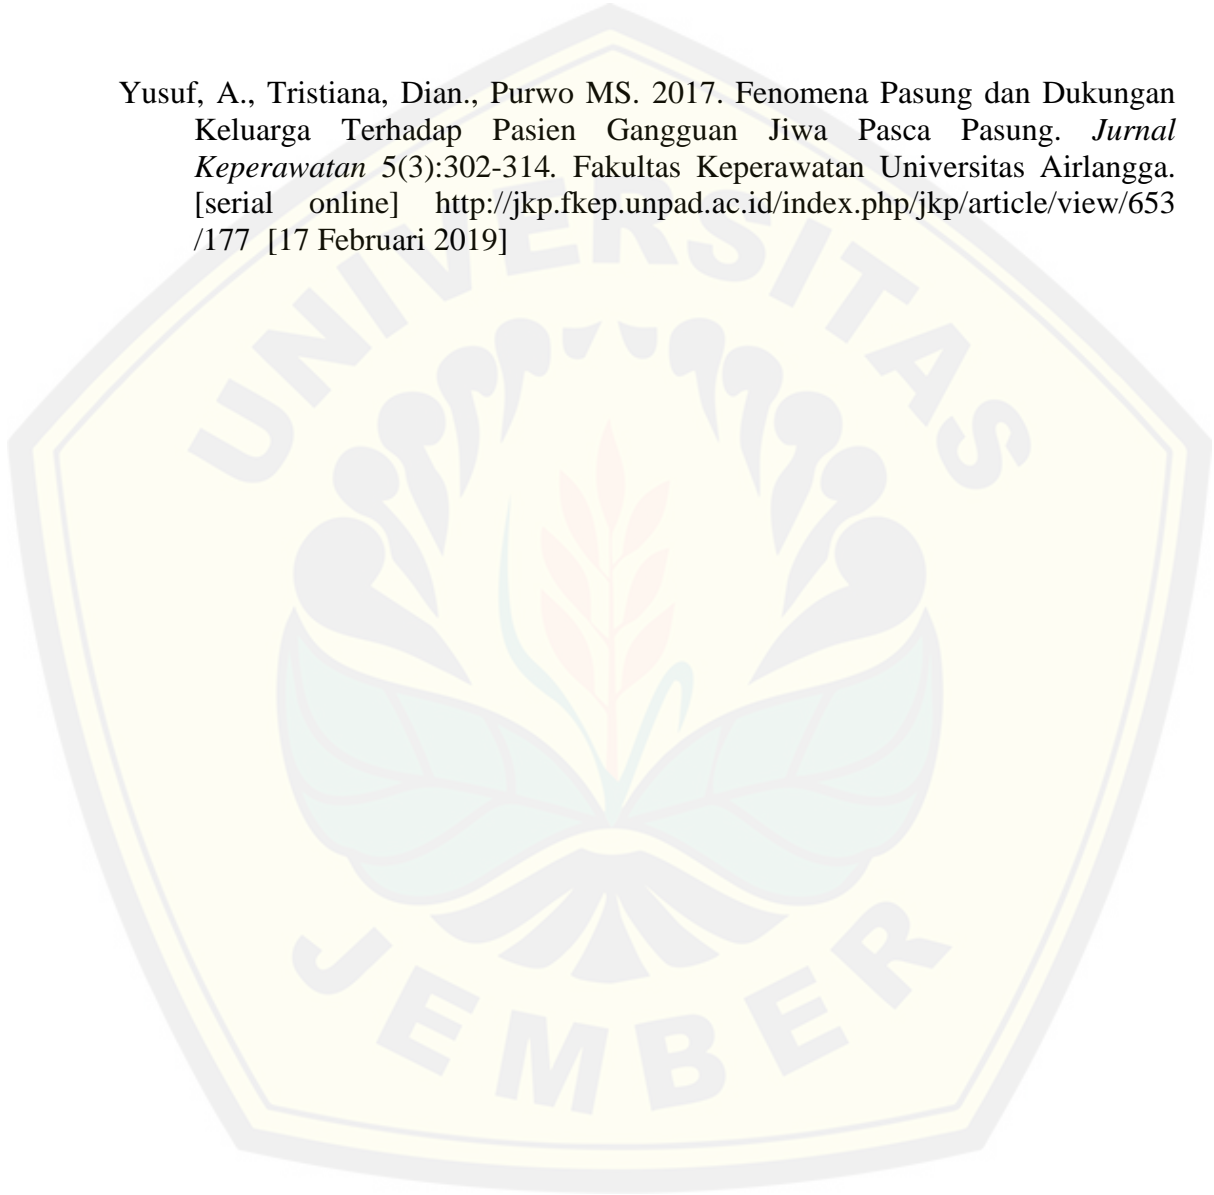 Yusuf, A., Tristiana, Dian., Purwo MS. 2017. Fenomena Pasung dan Dukungan
Keluarga Terhadap Pasien Gangguan Jiwa Pasca Pasung. Jurnal
Keperawatan 5(3):302-314. Fakultas Keperawatan Universitas Airlangga.
[serial online] http://jkp.fkep.unpad.ac.id/index.php/jkp/article/view/653
/177 [17 Februari 2019]
UNIVERSITAS
JEMBER